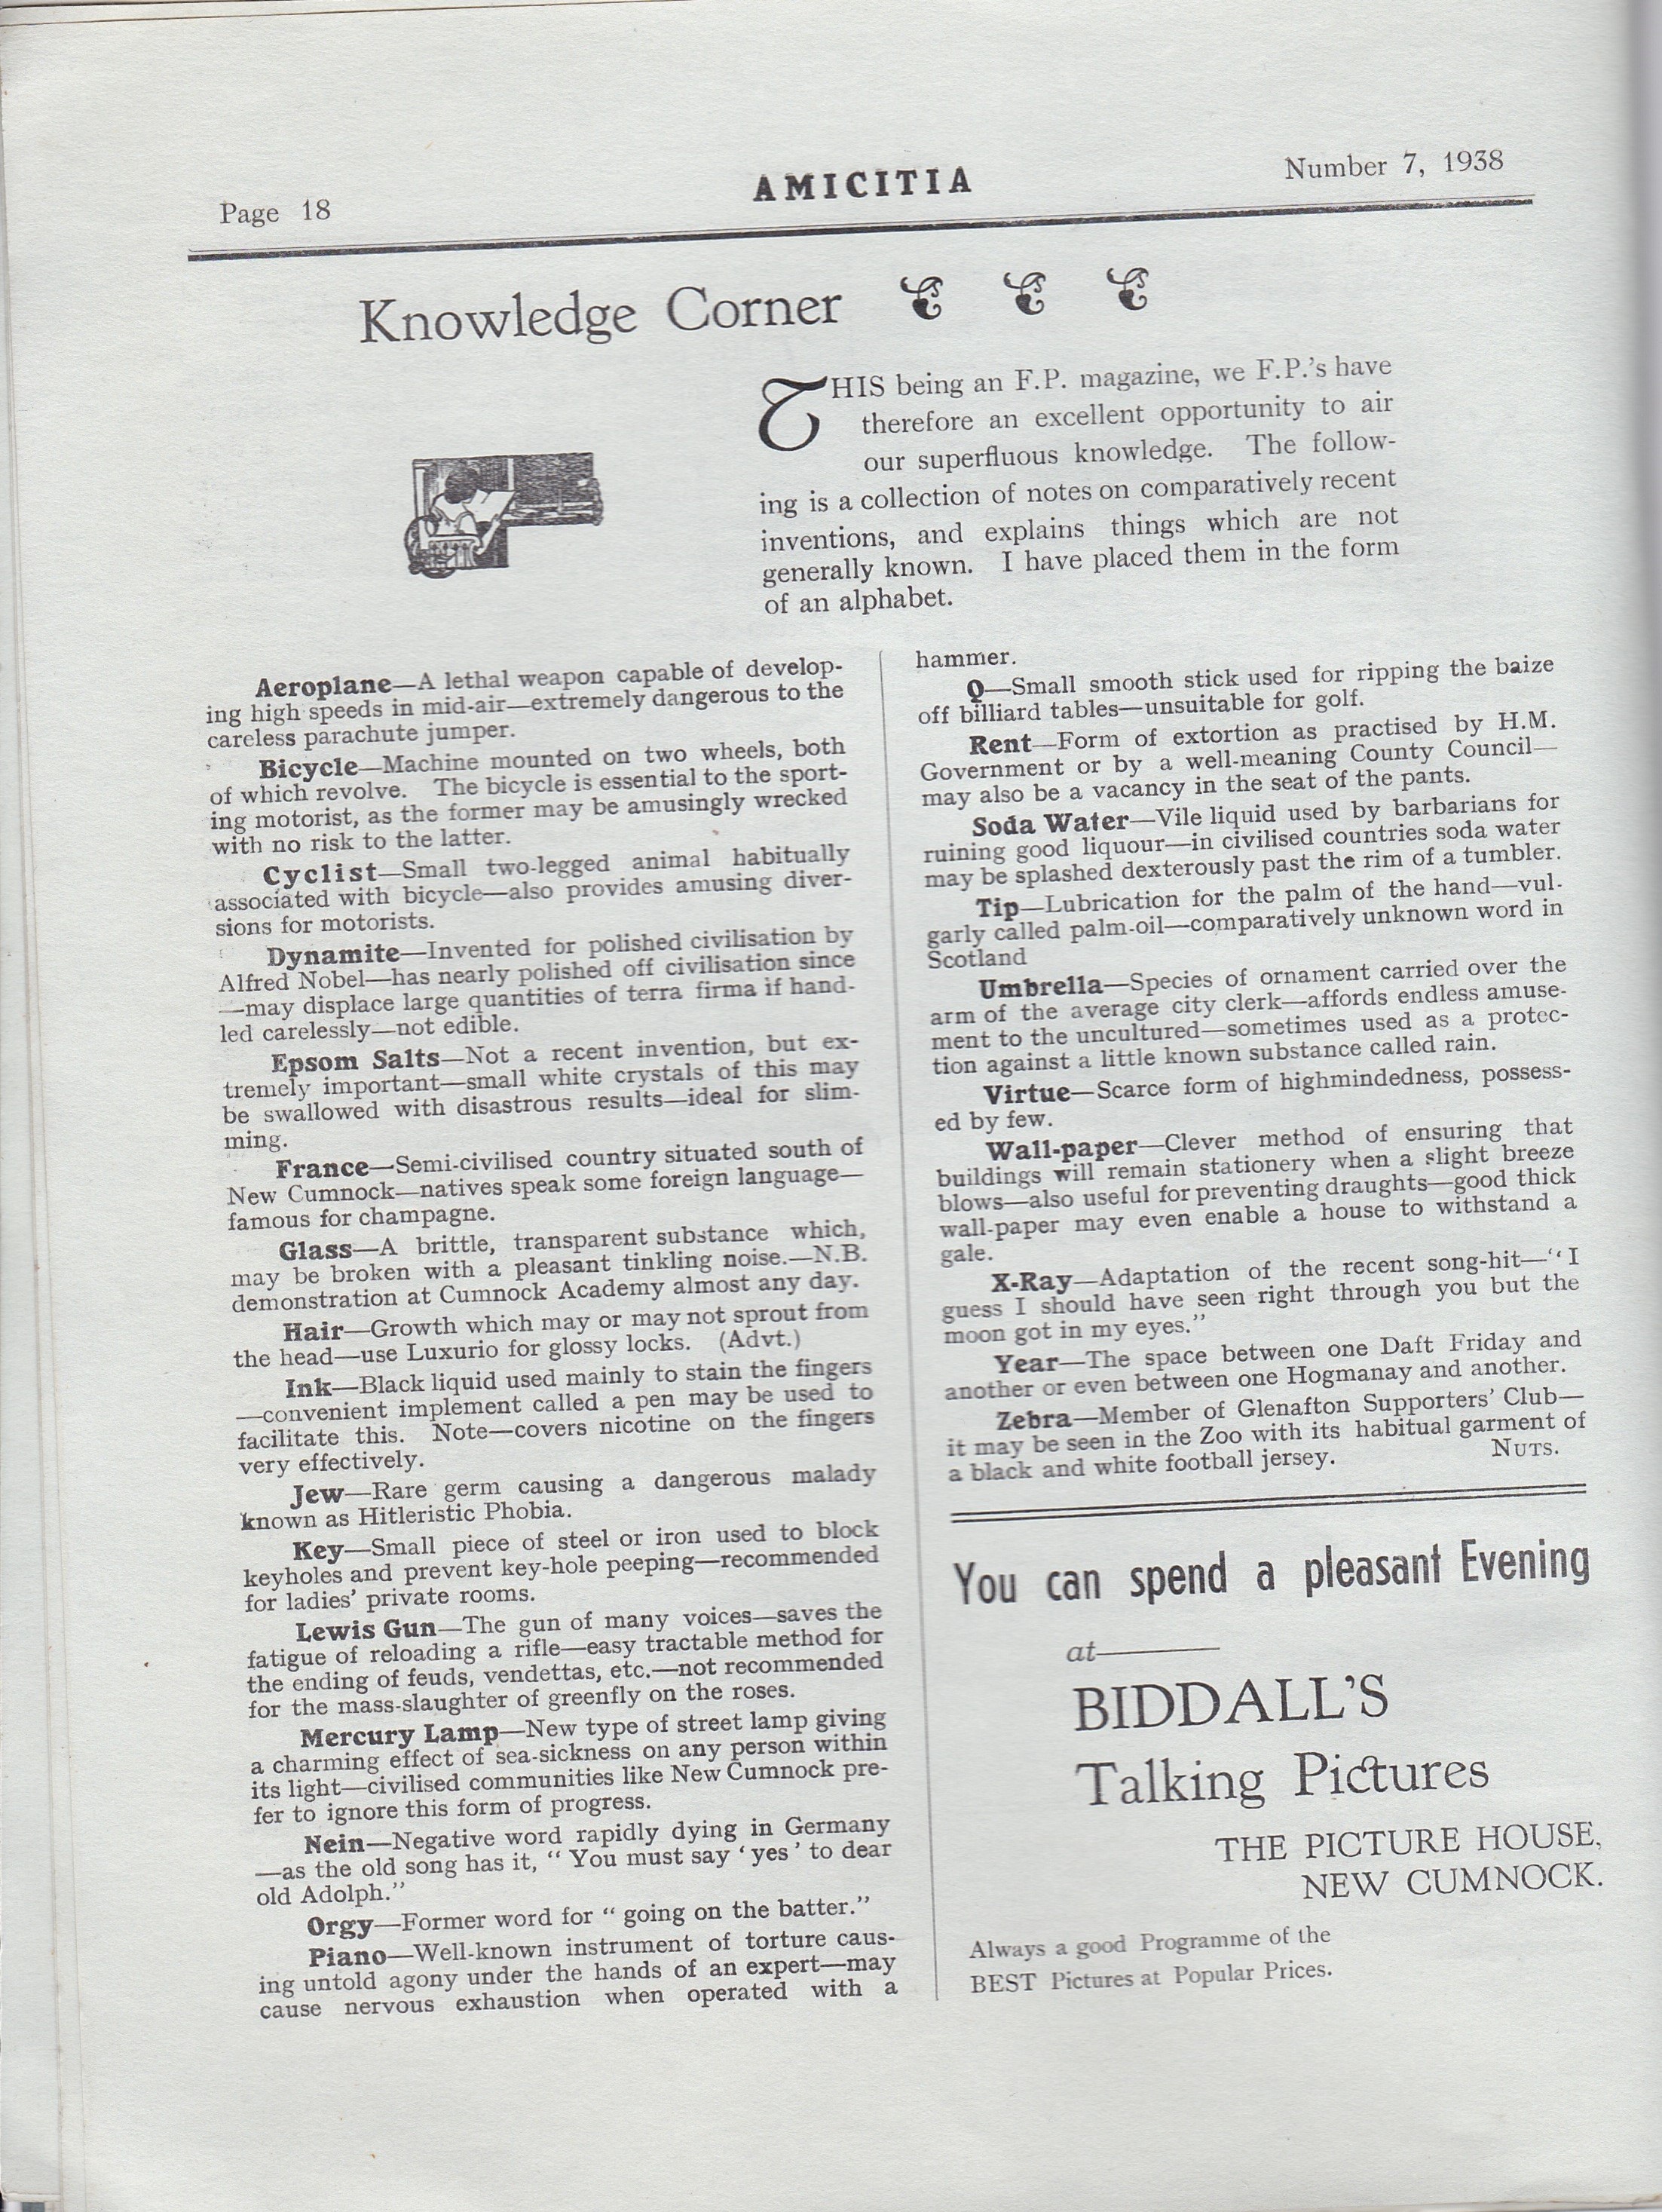 Page 18
AMICITIA
Number 7, 1938
Knowledge Corner
THIS being an F.P. magazine, we F.P.'s have
therefore an excellent opportunity to air
our superfluous knowledge. The follow-
ing is a collection of notes on comparatively recent
inventions, and explains things which are not
generally known. I have placed them in the form
of an alphabet.
Aeroplane—A lethal weapon capable of develop-
ing high speeds in mid-air—extremely dangerous to the
careless parachute jumper.
Bicycle—Machine mounted on two wheels, both
of which revolve. The bicycle is essential to the sport-
ing motorist, as the former may be amusingly wrecked
with no risk to the latter.
Cyclist—Small two-legged animal habitually
associated with bicycle—also provides amusing diver-
sions for motorists.
Dynamite—Invented for polished civilisation by
Alfred Nobel—has nearly polished off civilisation since
—may displace large quantities of terra firma if hand-
led carelessly—not edible.
Epsom Salts—Not a recent invention, but ex-
tremely important—small white crystals of this may
be swallowed with disastrous results—ideal for slim-
ming.
France—Semi-civilised country situated south of
New Cumnock—natives speak some foreign language—
famous for champagne.
Glass—A brittle, transparent substance which,
may be broken with a pleasant tinkling noise.—N.B.
demonstration at Cumnock Academy almost any day.
Hair—Growth which may or may not sprout from
the head—use Luxurio for glossy locks. (Advt.)
Ink—Black liquid used mainly to stain the fingers
—convenient implement called a pen may be used to
facilitate this. Note—covers nicotine on the fingers
very effectively.
Jew—Rare germ causing a dangerous malady
known as Hitleristic Phobia.
Key—Small piece of steel or iron used to block
keyholes and prevent key-hole peeping—recommended
for ladies' private rooms.
Lewis Gun—The gun of many voices—saves the
fatigue of reloading a rifle—easy tractable method for
the ending of feuds, vendettas, etc.—not recommended
for the mass-slaughter of greenfly on the roses.
Mercury Lamp—New type of street lamp giving
a charming effect of sea-sickness on any person within
its light—civilised communities like New Cumnock pre-
fer to ignore this form of progress.
Nein—Negative word rapidly dying in Germany
—as the old song has it, " You must say ' yes ' to dear
old Adolph."
Orgy—Former word for " going on the batter."
Piano—Well-known instrument of torture caus-
ing untold agony under the hands of an expert—may
cause nervous exhaustion when operated with a
hammer.
Q—Small smooth stick used for ripping the baize
off billiard tables—unsuitable for golf.
Rent—Form of extortion as practised by H.M.
Government or by a well-meaning County Council—
may also be a vacancy in the seat of the pants.
Soda Water—Vile liquid used by barbarians for
ruining good liquour—in civilised countries soda water
may be splashed dexterously past the rim of a tumbler.
Tip—Lubrication for the palm of the hand—vul-
garly called palm-oil—comparatively unknown word in
Scotland
Umbrella—Species of ornament carried over the
arm of the average city clerk—affords endless amuse-
ment to the uncultured—sometimes used as a protec-
tion against a little known substance called rain.
Virtue—Scarce form of highmindedness, possess-
ed by few.
Wall-paper—Clever method of ensuring that
buildings will remain stationery when a slight breeze
blows—also useful for preventing draughts—good thick
wall-paper may even enable a house to withstand a
gale.
X-Ray—Adaptation of the recent song-hit—" I
guess I should have seen right through you but the
moon got in my eyes."
Year—The space between one Daft Friday and
another or even between one Hogmanay and another.
Zebra—Member of Glenafton Supporters' Club—
it may be seen in the Zoo with its habitual garment of
a black and white football jersey. NUTS.
You can spend a pleasant Evening
at
BIDDALL'S
Talking Pictures
THE PICTURE HOUSE,
NEW CUMNOCK.
Always a good Programme of the
BEST Pictures at Popular Prices.